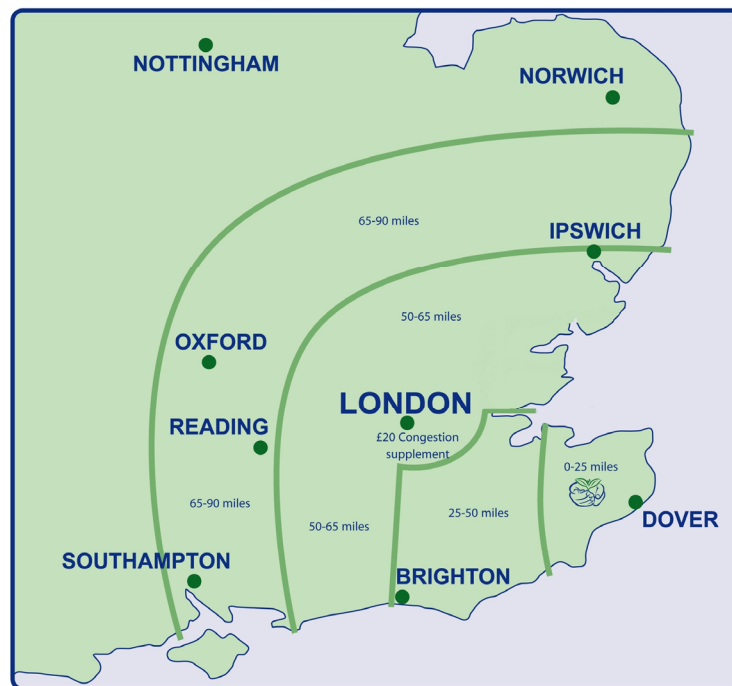 NOTTINGHAM
NORWICH
65-90 miles
IPSWICH
50-65 miles
OXFORD
LONDON
READING
£20 Congestion
supplement
0-25 miles
65-90 miles
50-65 miles
25-50 miles
DOVER
SOUTHAMPTON
BRIGHTON